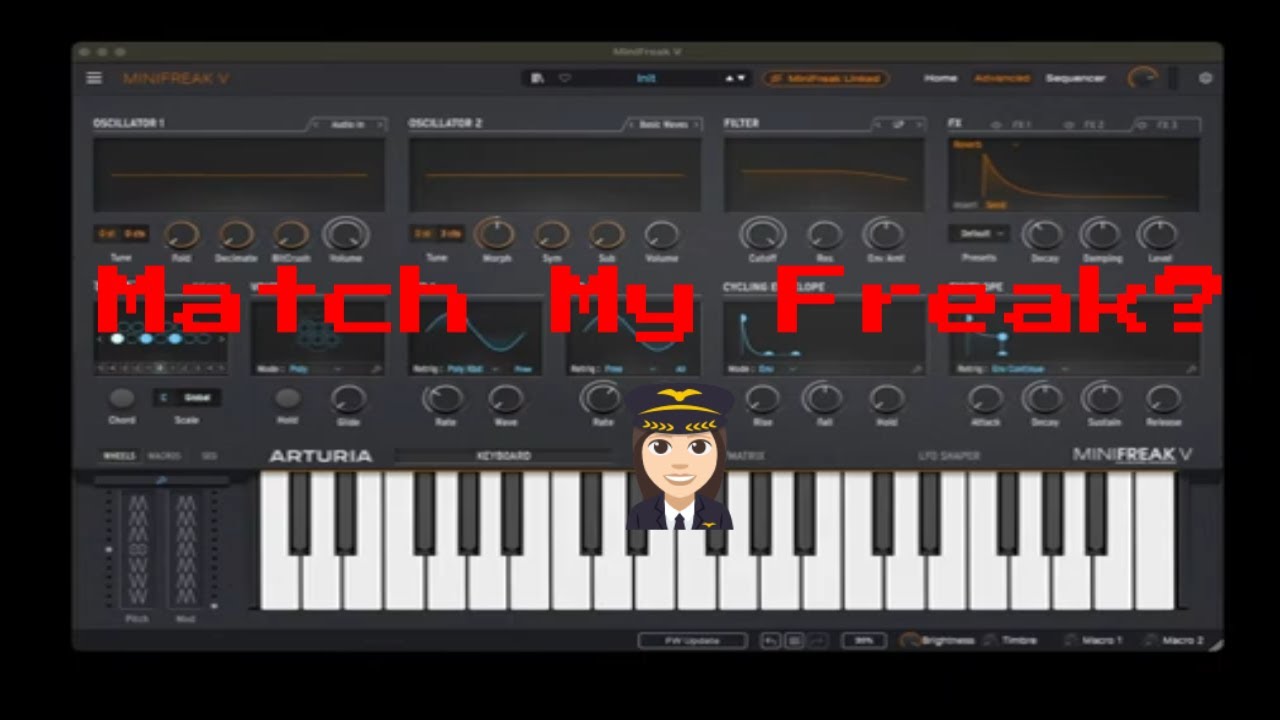 MiniFreak V
MINIFREAK V Init MiniFreak Linked Home Advanced Sequencer
OSCILLATOR 1 Audio In OSCILLATOR 2 Basic Waves FILTER LP FX FX 1 FX 2 FX 3
Reverb
Insert Send
Default
Tune Fold Decimate BitCrush Volume Tune Morph Sym Sub Volume Cutoff Res Env Amt Presets Decay Damping Level
Match My Freak?
CYCLING ENVELOPE
Mode: Poly Retrig: Poly Kbd Free Retrig: Free All Mode: Env Retrig: Env Continue
C Global
Chord Scale Hold Glide Rate Wave Rate Rise Fall Hold Attack Decay Sustain Release
WHEELS MACROS ARTURIA KEYBOARD MATRIX LFO SHAPER MINIFREAK V
Pitch Mod
FW Update Brightness Timbre Macro 1 Macro 2